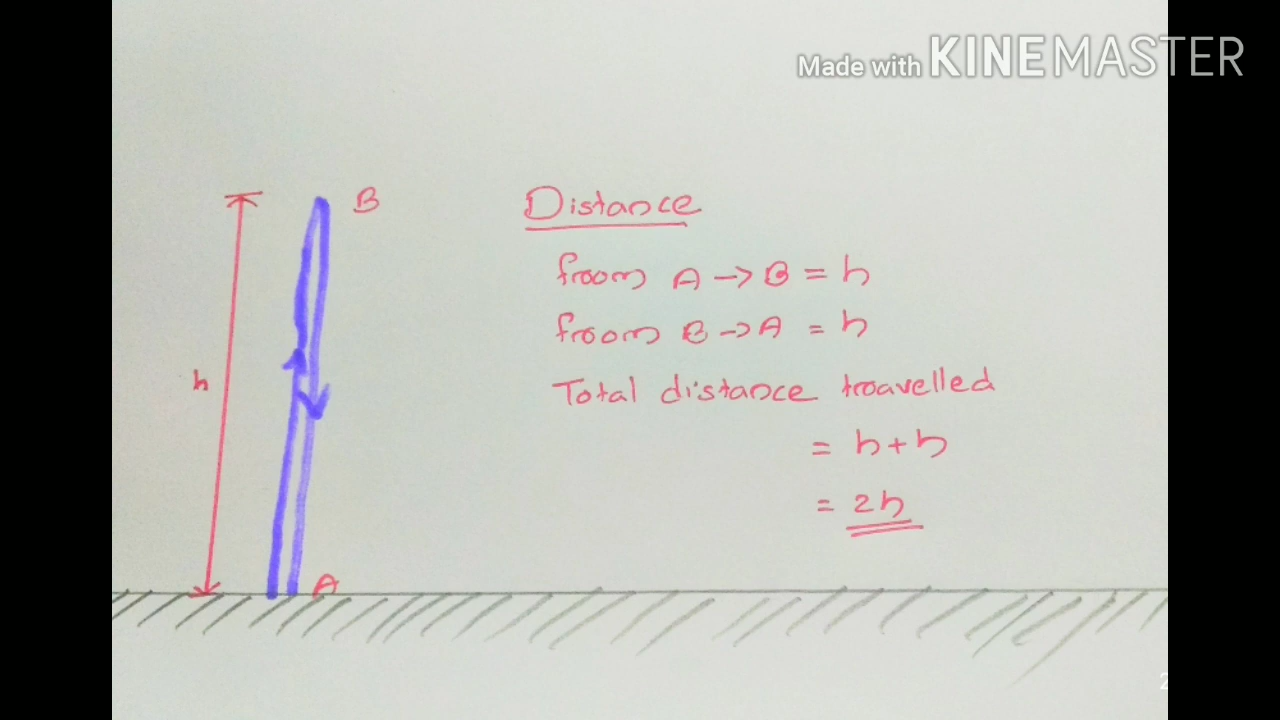 Made with KINEMASTER
B
Distance
from A → B = h
from B → A = h
h
Total distance travelled
= h + h
= 2h
A